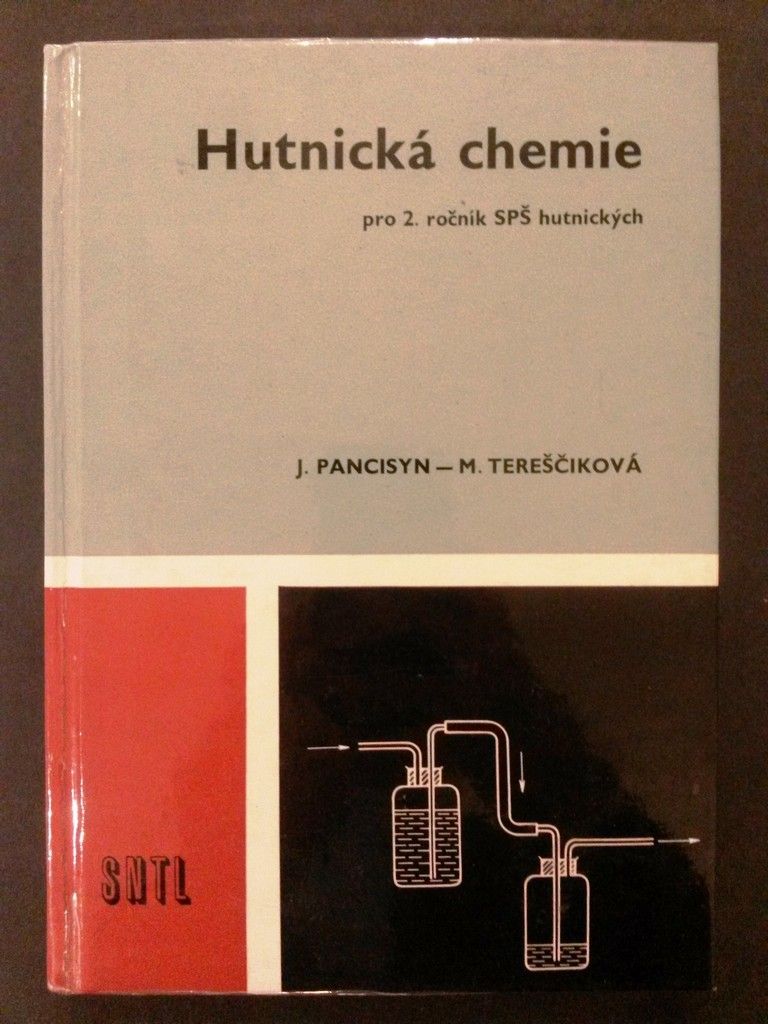 Hutnická chemie
pro 2. ročník SPŠ hutnických
J. PANCISYN — M. TEREŠČIKOVÁ
SNTL